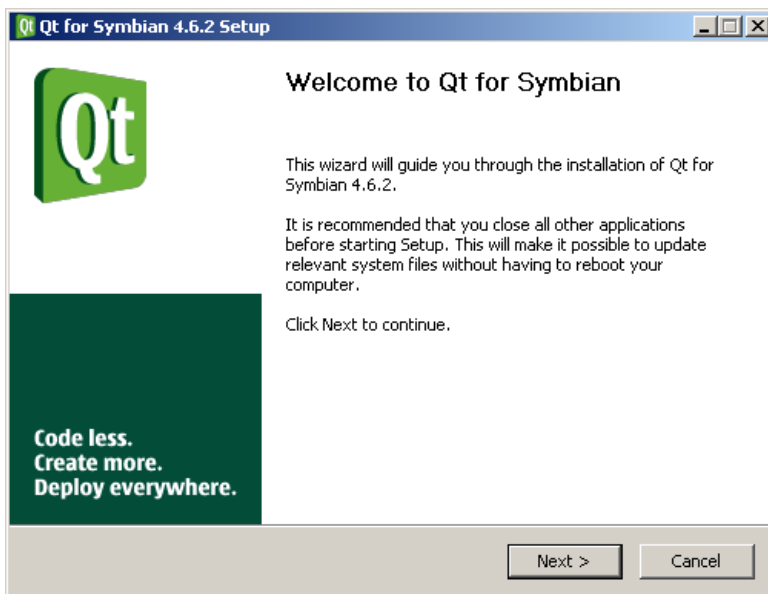 Qt Qt for Symbian 4.6.2 Setup
Qt
Welcome to Qt for Symbian
This wizard will guide you through the installation of Qt for
Symbian 4.6.2.
It is recommended that you close all other applications
before starting Setup. This will make it possible to update
relevant system files without having to reboot your
computer.
Click Next to continue.
Code less.
Create more.
Deploy everywhere.
Next >
Cancel